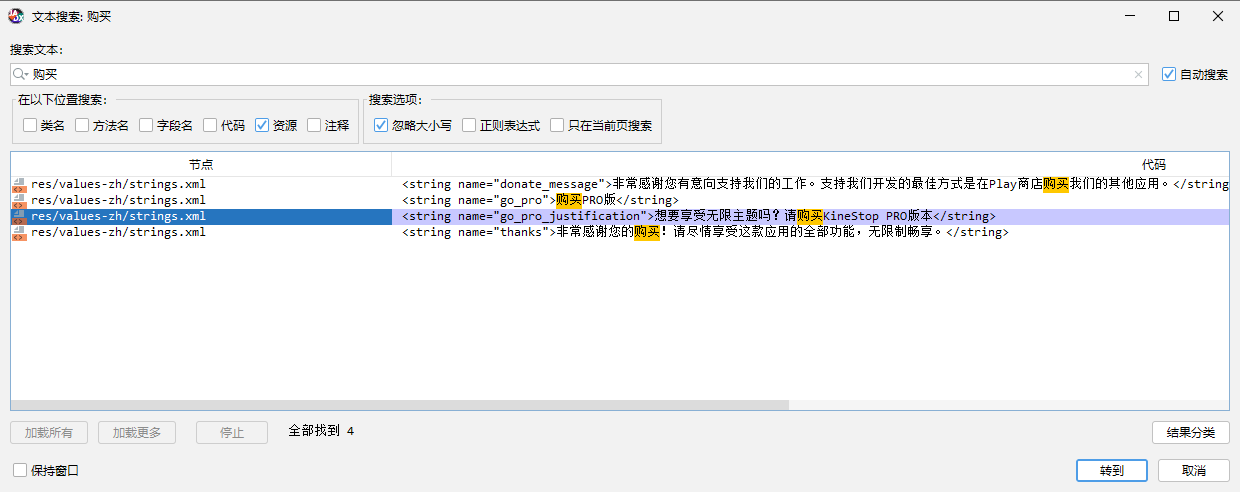 文本搜索: 购买
搜索文本:
购买
自动搜索
在以下位置搜索:
类名 方法名 字段名 代码 资源 注释
搜索选项:
忽略大小写 正则表达式 只在当前页搜索
节点 代码
res/values-zh/strings.xml <string name="donate_message">非常感谢您有意向支持我们的工作。支持我们开发的最佳方式是在Play商店购买我们的其他应用。</string
res/values-zh/strings.xml <string name="go_pro">购买PRO版</string>
res/values-zh/strings.xml <string name="go_pro_justification">想要享受无限主题吗？请购买KineStop PRO版本</string>
res/values-zh/strings.xml <string name="thanks">非常感谢您的购买！请尽情享受这款应用的全部功能，无限制畅享。</string>
加载所有 加载更多 停止 全部找到 4 结果分类
保持窗口 转到 取消